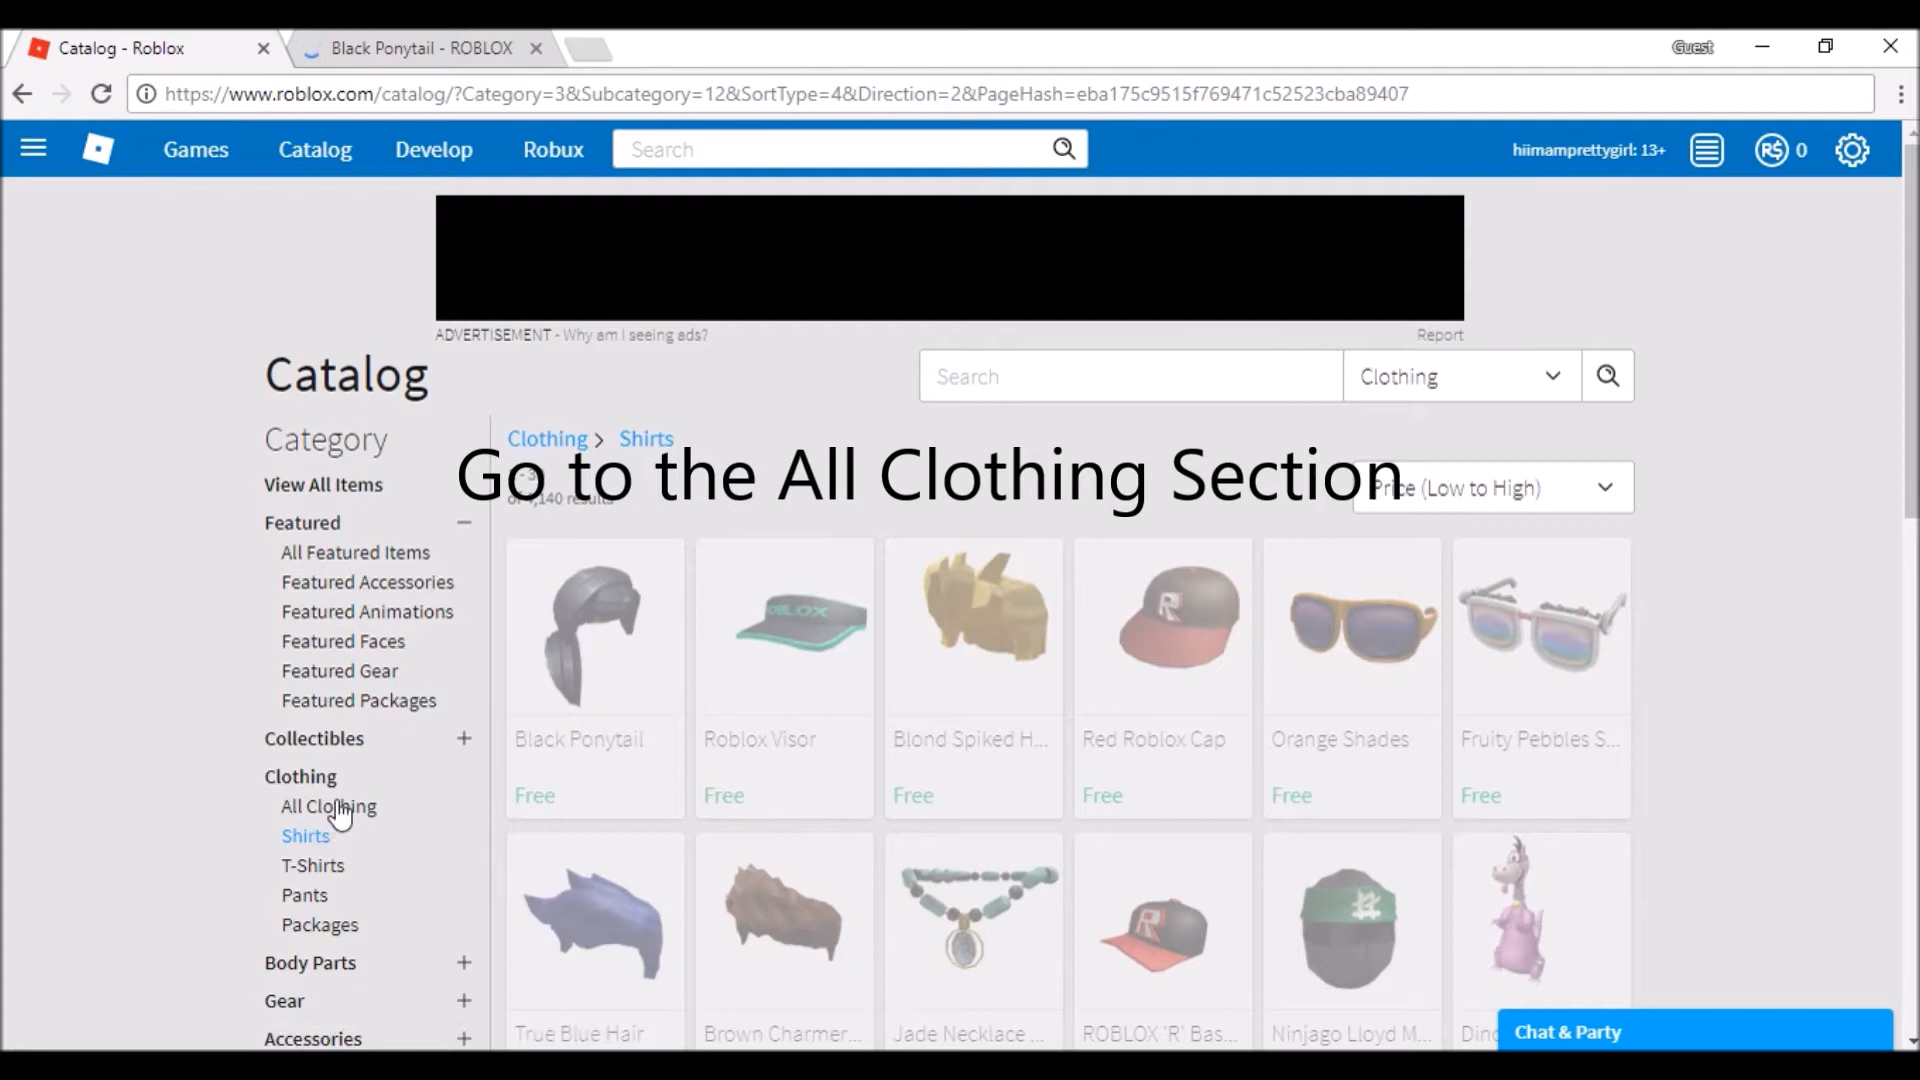 Catalog - Roblox
Black Ponytail - ROBLOX
Guest
https://www.roblox.com/catalog/?Category=3&Subcategory=12&SortType=4&Direction=2&PageHash=eba175c9515f769471c52523cba89407
Games
Catalog
Develop
Robux
Search
hiimamprettygirl: 13+
R$ 0
ADVERTISEMENT - Why am I seeing ads?
Report
Catalog
Search
Clothing
Category
Clothing > Shirts
Go to the All Clothing Section
of 4,140 results
Price (Low to High)
View All Items
Featured
All Featured Items
Featured Accessories
Featured Animations
Featured Faces
Featured Gear
Featured Packages
Collectibles
Clothing
All Clothing
Shirts
T-Shirts
Pants
Packages
Body Parts
Gear
Accessories
ROBLOX
R
Black Ponytail
Roblox Visor
Blond Spiked H...
Red Roblox Cap
Orange Shades
Fruity Pebbles S...
Free
Free
Free
Free
Free
Free
R
True Blue Hair
Brown Charmer...
Jade Necklace ...
ROBLOX 'R' Bas...
Ninjago Lloyd M...
Chat & Party